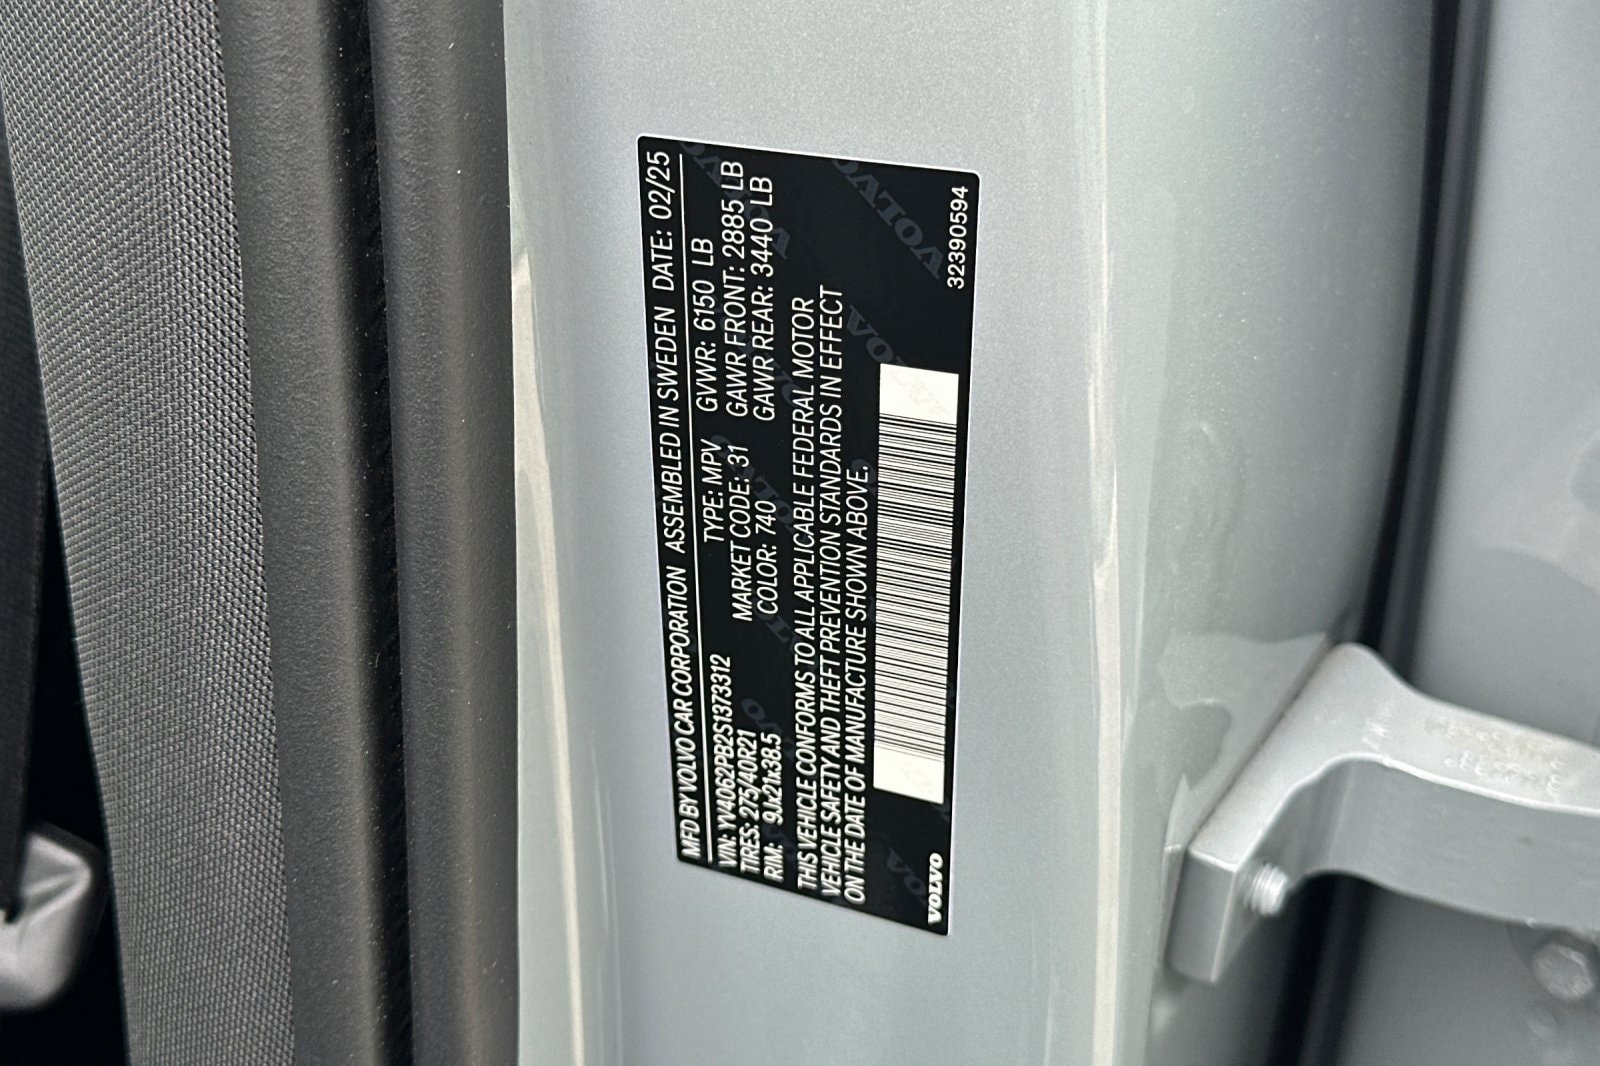 MFD BY VOLVO CAR CORPORATION ASSEMBLED IN SWEDEN DATE: 02/25
VIN: YV4062PB2S1373312 TYPE: MPV GVWR: 6150 LB
TIRES: 275/40R21 MARKET CODE: 31 GAWR FRONT: 2885 LB
RIM: 9Jx21x38.5 COLOR: 740 GAWR REAR: 3440 LB
THIS VEHICLE CONFORMS TO ALL APPLICABLE FEDERAL MOTOR
VEHICLE SAFETY AND THEFT PREVENTION STANDARDS IN EFFECT
ON THE DATE OF MANUFACTURE SHOWN ABOVE.
VOLVO 32390594